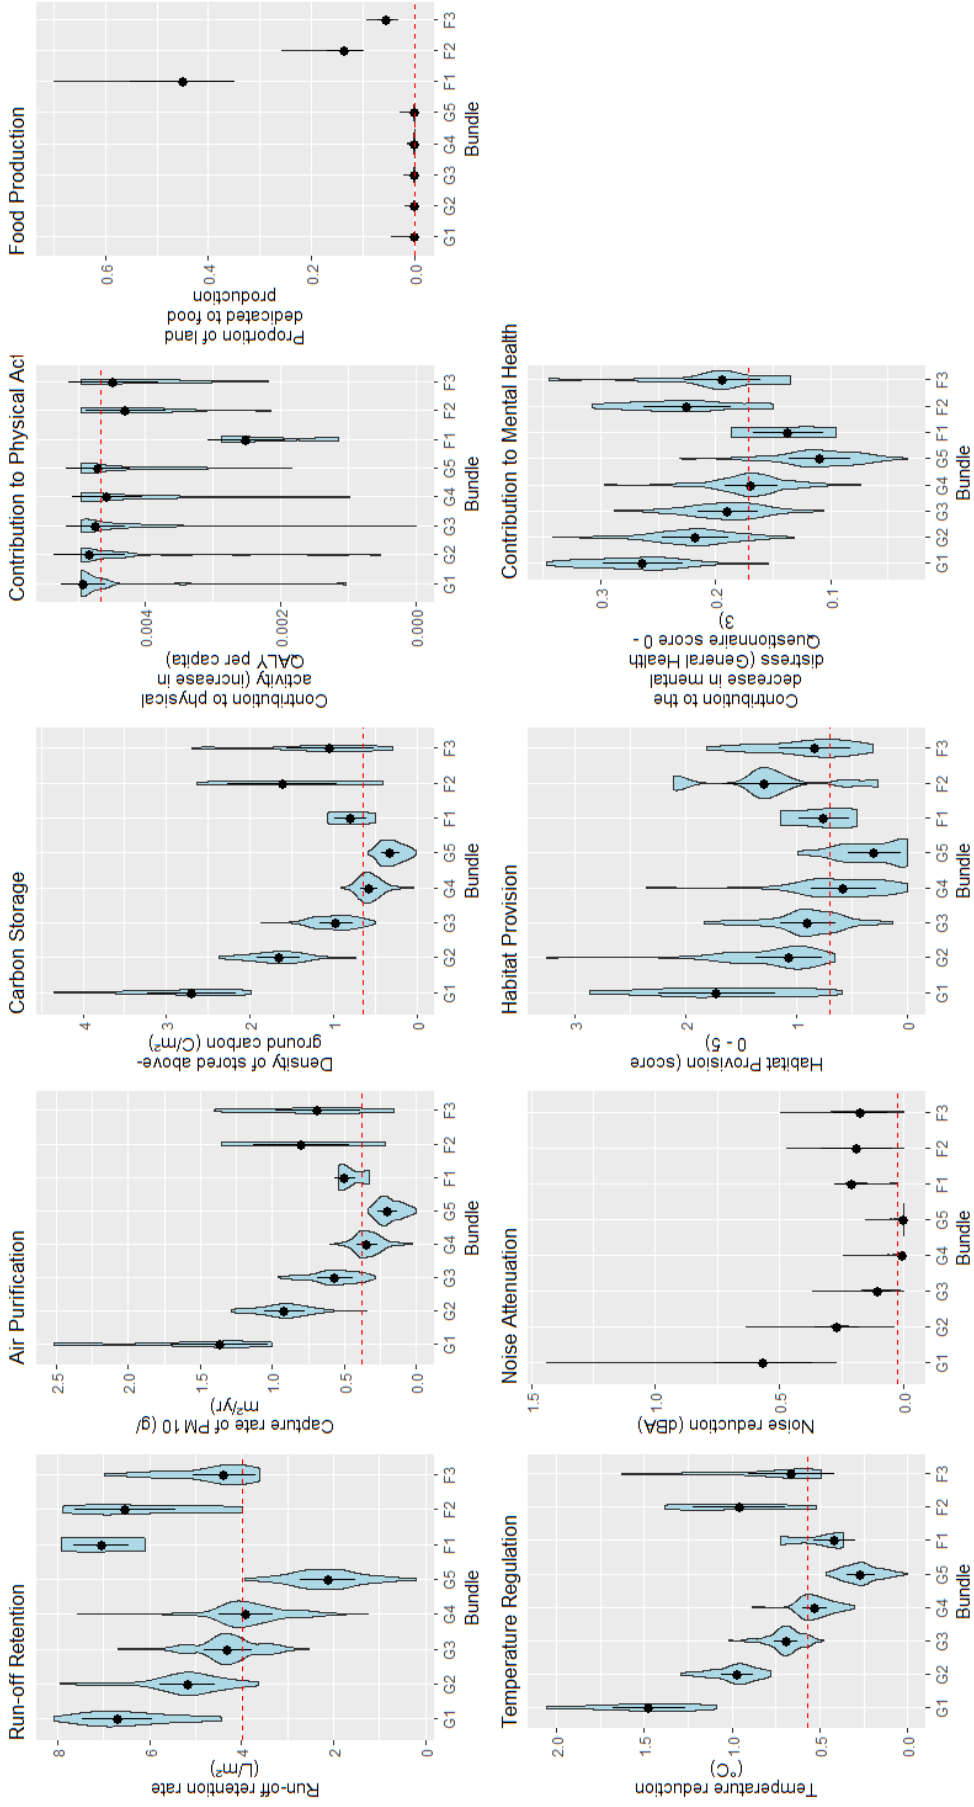 Run-off Retention
Run-off retention rate
(L/m²)
8
6
4
2
0
G1 G2 G3 G4 G5 F1 F2 F3
Bundle
Air Purification
Capture rate of PM10 (g/
m²/yr)
2.5
2.0
1.5
1.0
0.5
0.0
G1 G2 G3 G4 G5 F1 F2 F3
Bundle
Carbon Storage
Density of stored above-
ground carbon (C/m²)
4
3
2
1
0
G1 G2 G3 G4 G5 F1 F2 F3
Bundle
Contribution to Physical Act
Contribution to physical
activity (increase in
QALY per capita)
0.004
0.002
0.000
G1 G2 G3 G4 G5 F1 F2 F3
Bundle
Food Production
Proportion of land
dedicated to food
production
0.6
0.4
0.2
0.0
G1 G2 G3 G4 G5 F1 F2 F3
Bundle
Temperature Regulation
Temperature reduction
(°C)
2.0
1.5
1.0
0.5
0.0
G1 G2 G3 G4 G5 F1 F2 F3
Bundle
Noise Attenuation
Noise reduction (dBA)
1.5
1.0
0.5
0.0
G1 G2 G3 G4 G5 F1 F2 F3
Bundle
Habitat Provision
Habitat Provision (score
0 - 5)
3
2
1
0
G1 G2 G3 G4 G5 F1 F2 F3
Bundle
Contribution to Mental Health
Contribution to the
decrease in mental
distress (General Health
Questionnaire score 0 -
3)
0.3
0.2
0.1
G1 G2 G3 G4 G5 F1 F2 F3
Bundle